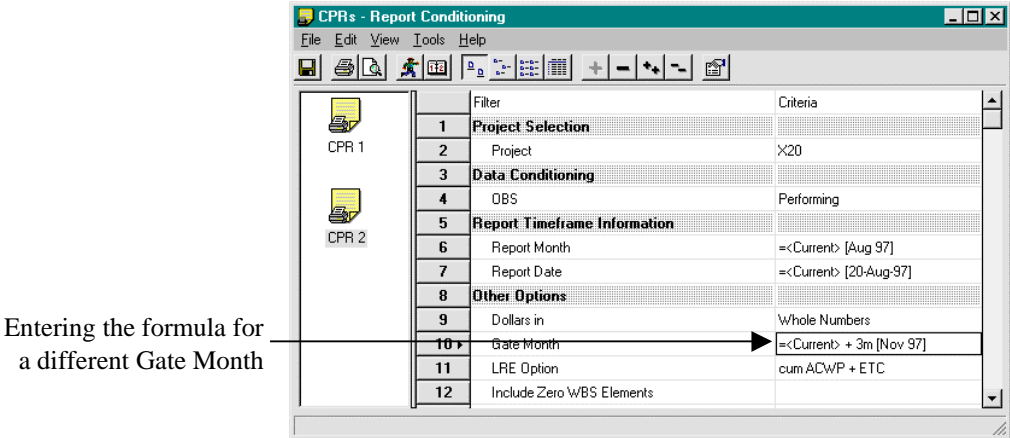 CPRs - Report Conditioning
File Edit View Tools Help
CPR 1
CPR 2
Filter Criteria
1 Project Selection
2 Project X20
3 Data Conditioning
4 OBS Performing
5 Report Timeframe Information
6 Report Month =<Current> [Aug 97]
7 Report Date =<Current> [20-Aug-97]
8 Other Options
9 Dollars in Whole Numbers
10 Gate Month =<Current> + 3m [Nov 97]
11 LRE Option cum ACWP + ETC
12 Include Zero WBS Elements
Entering the formula for
a different Gate Month